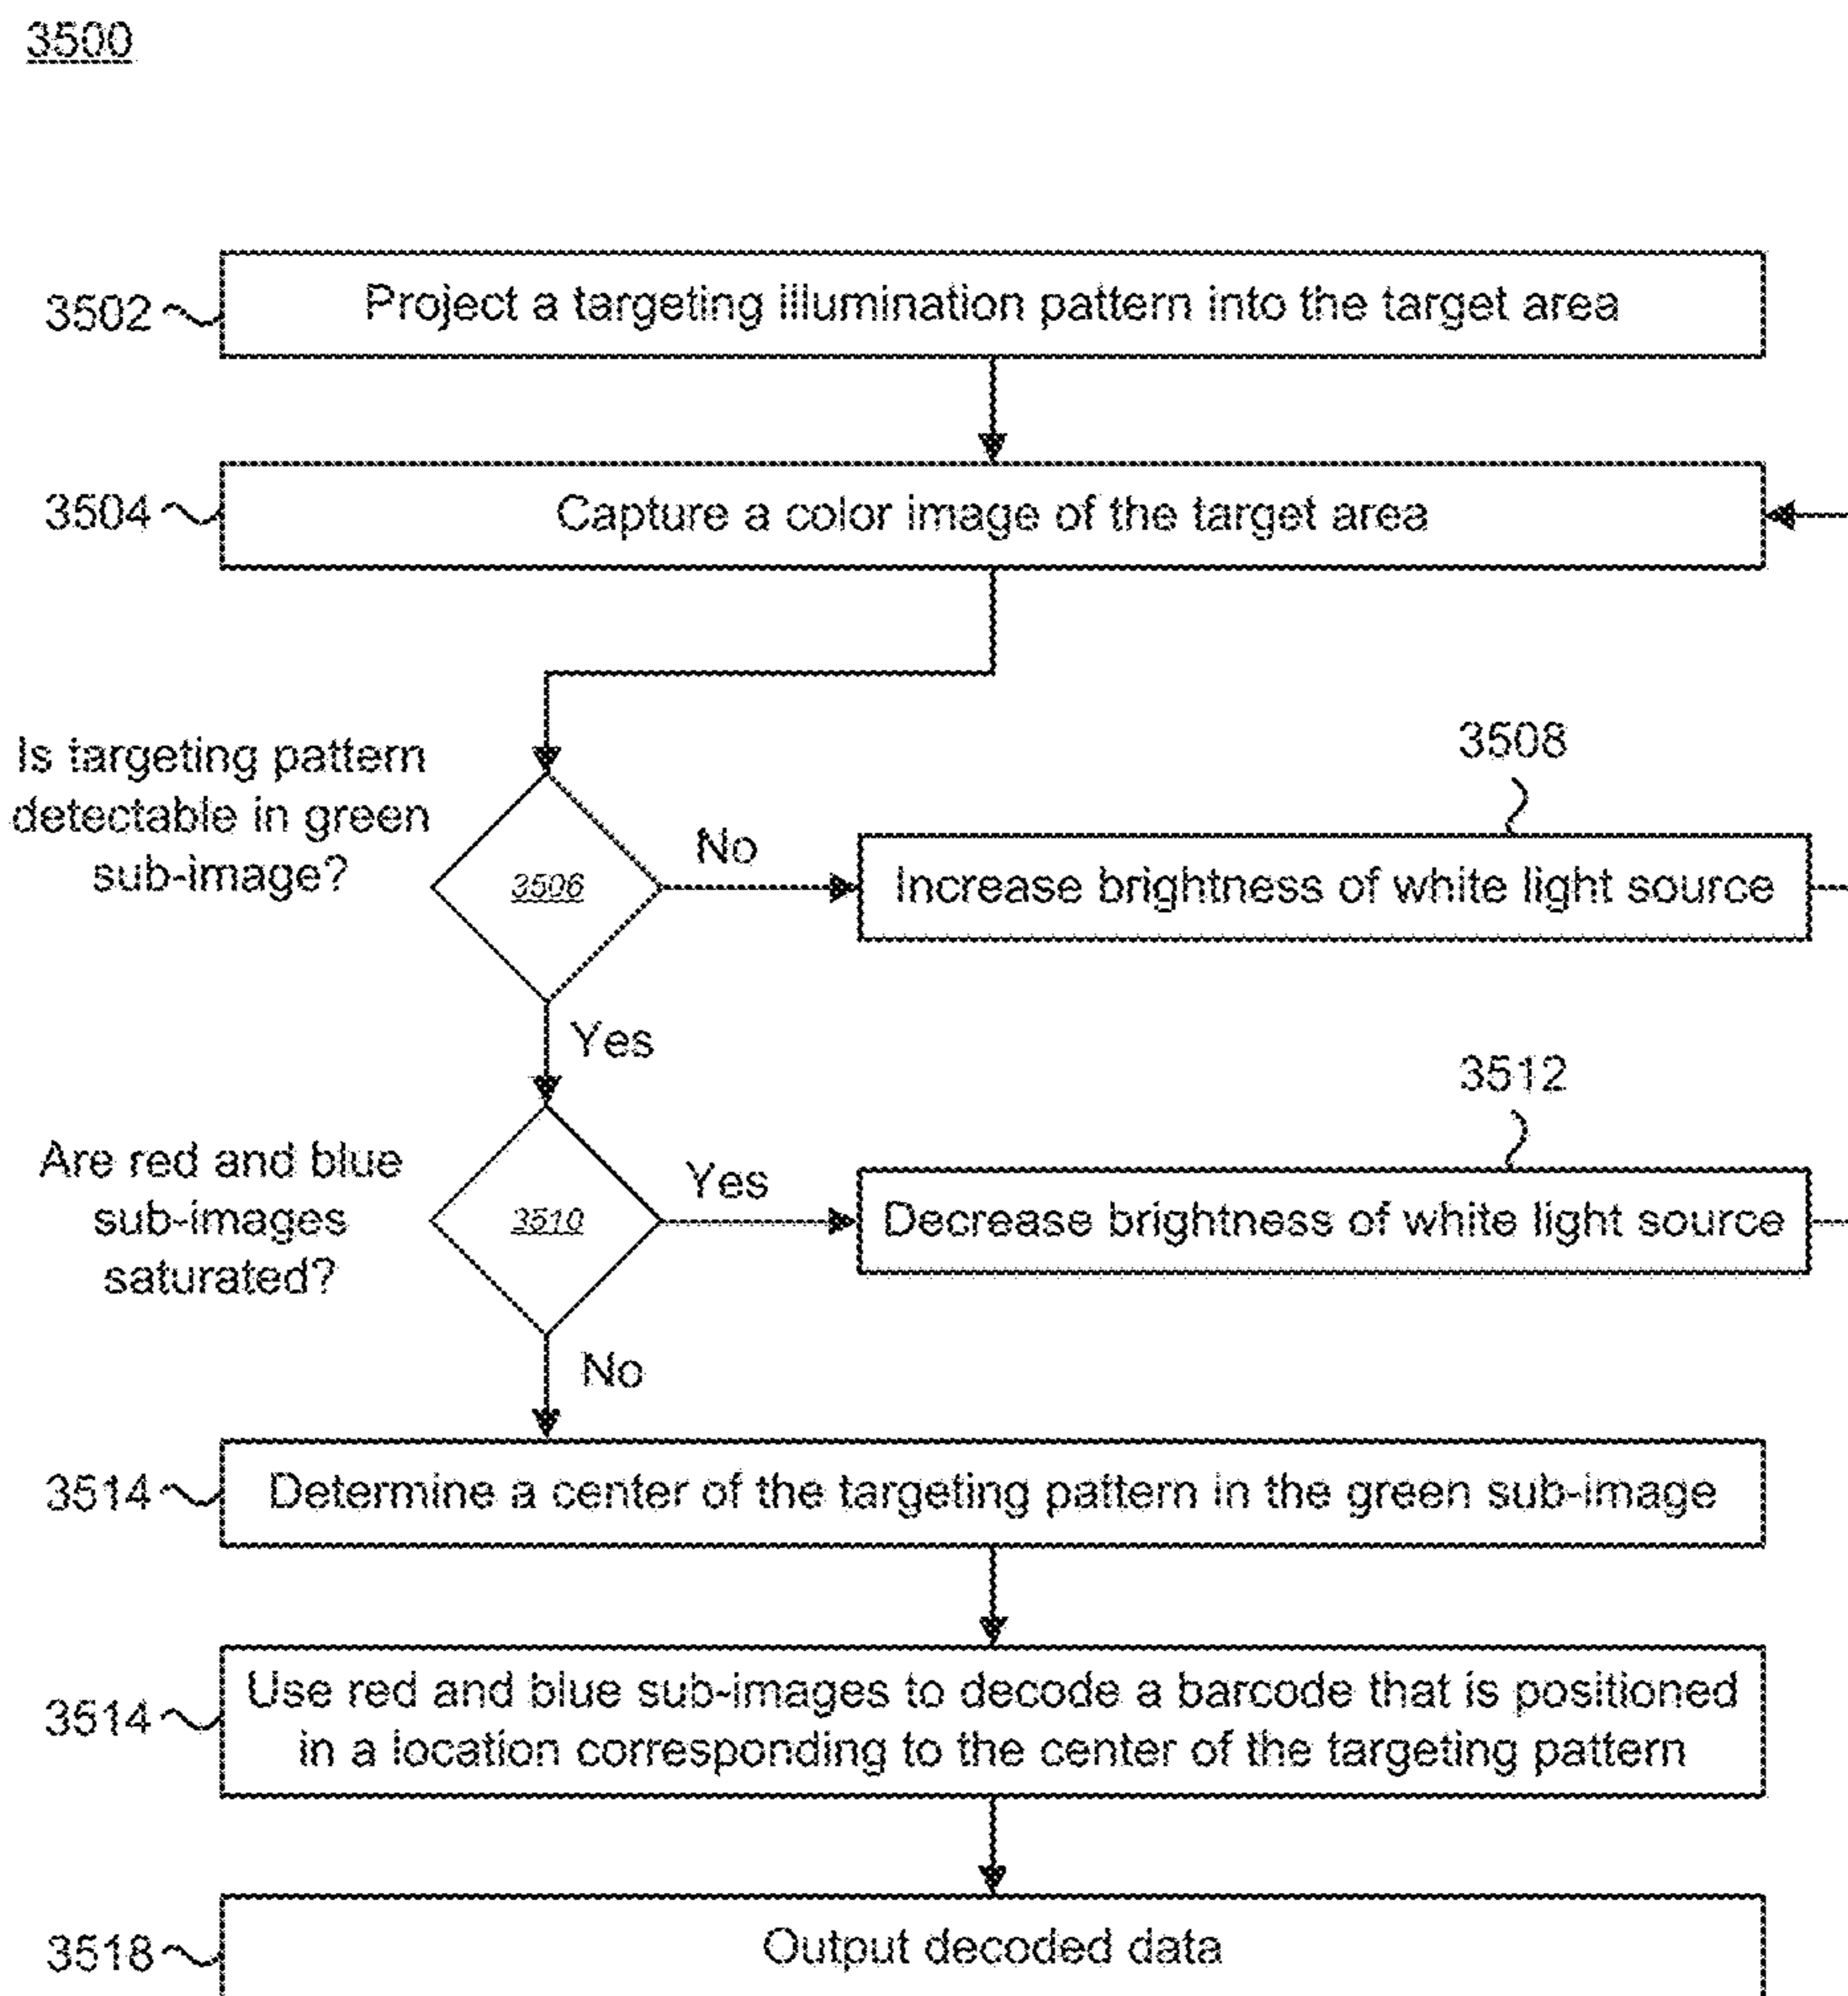 3500
3502
Project a targeting illumination pattern into the target area
3504
Capture a color image of the target area
Is targeting pattern
detectable in green
sub-image?
3506
No
3508
Increase brightness of white light source
Yes
Are red and blue
sub-images
saturated?
3510
Yes
3512
Decrease brightness of white light source
No
3514
Determine a center of the targeting pattern in the green sub-image
3514
Use red and blue sub-images to decode a barcode that is positioned
in a location corresponding to the center of the targeting pattern
3518
Output decoded data